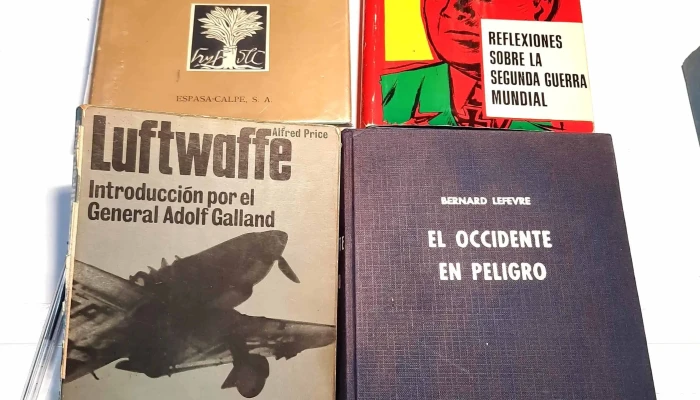 ESPASA-CALPE, S. A.
REFLEXIONES
SOBRE LA
SEGUNDA GUERRA
MUNDIAL
Luftwaffe
Alfred Price
Introducción por el
General Adolf Galland
BERNARD LEFEVRE
EL OCCIDENTE
EN PELIGRO